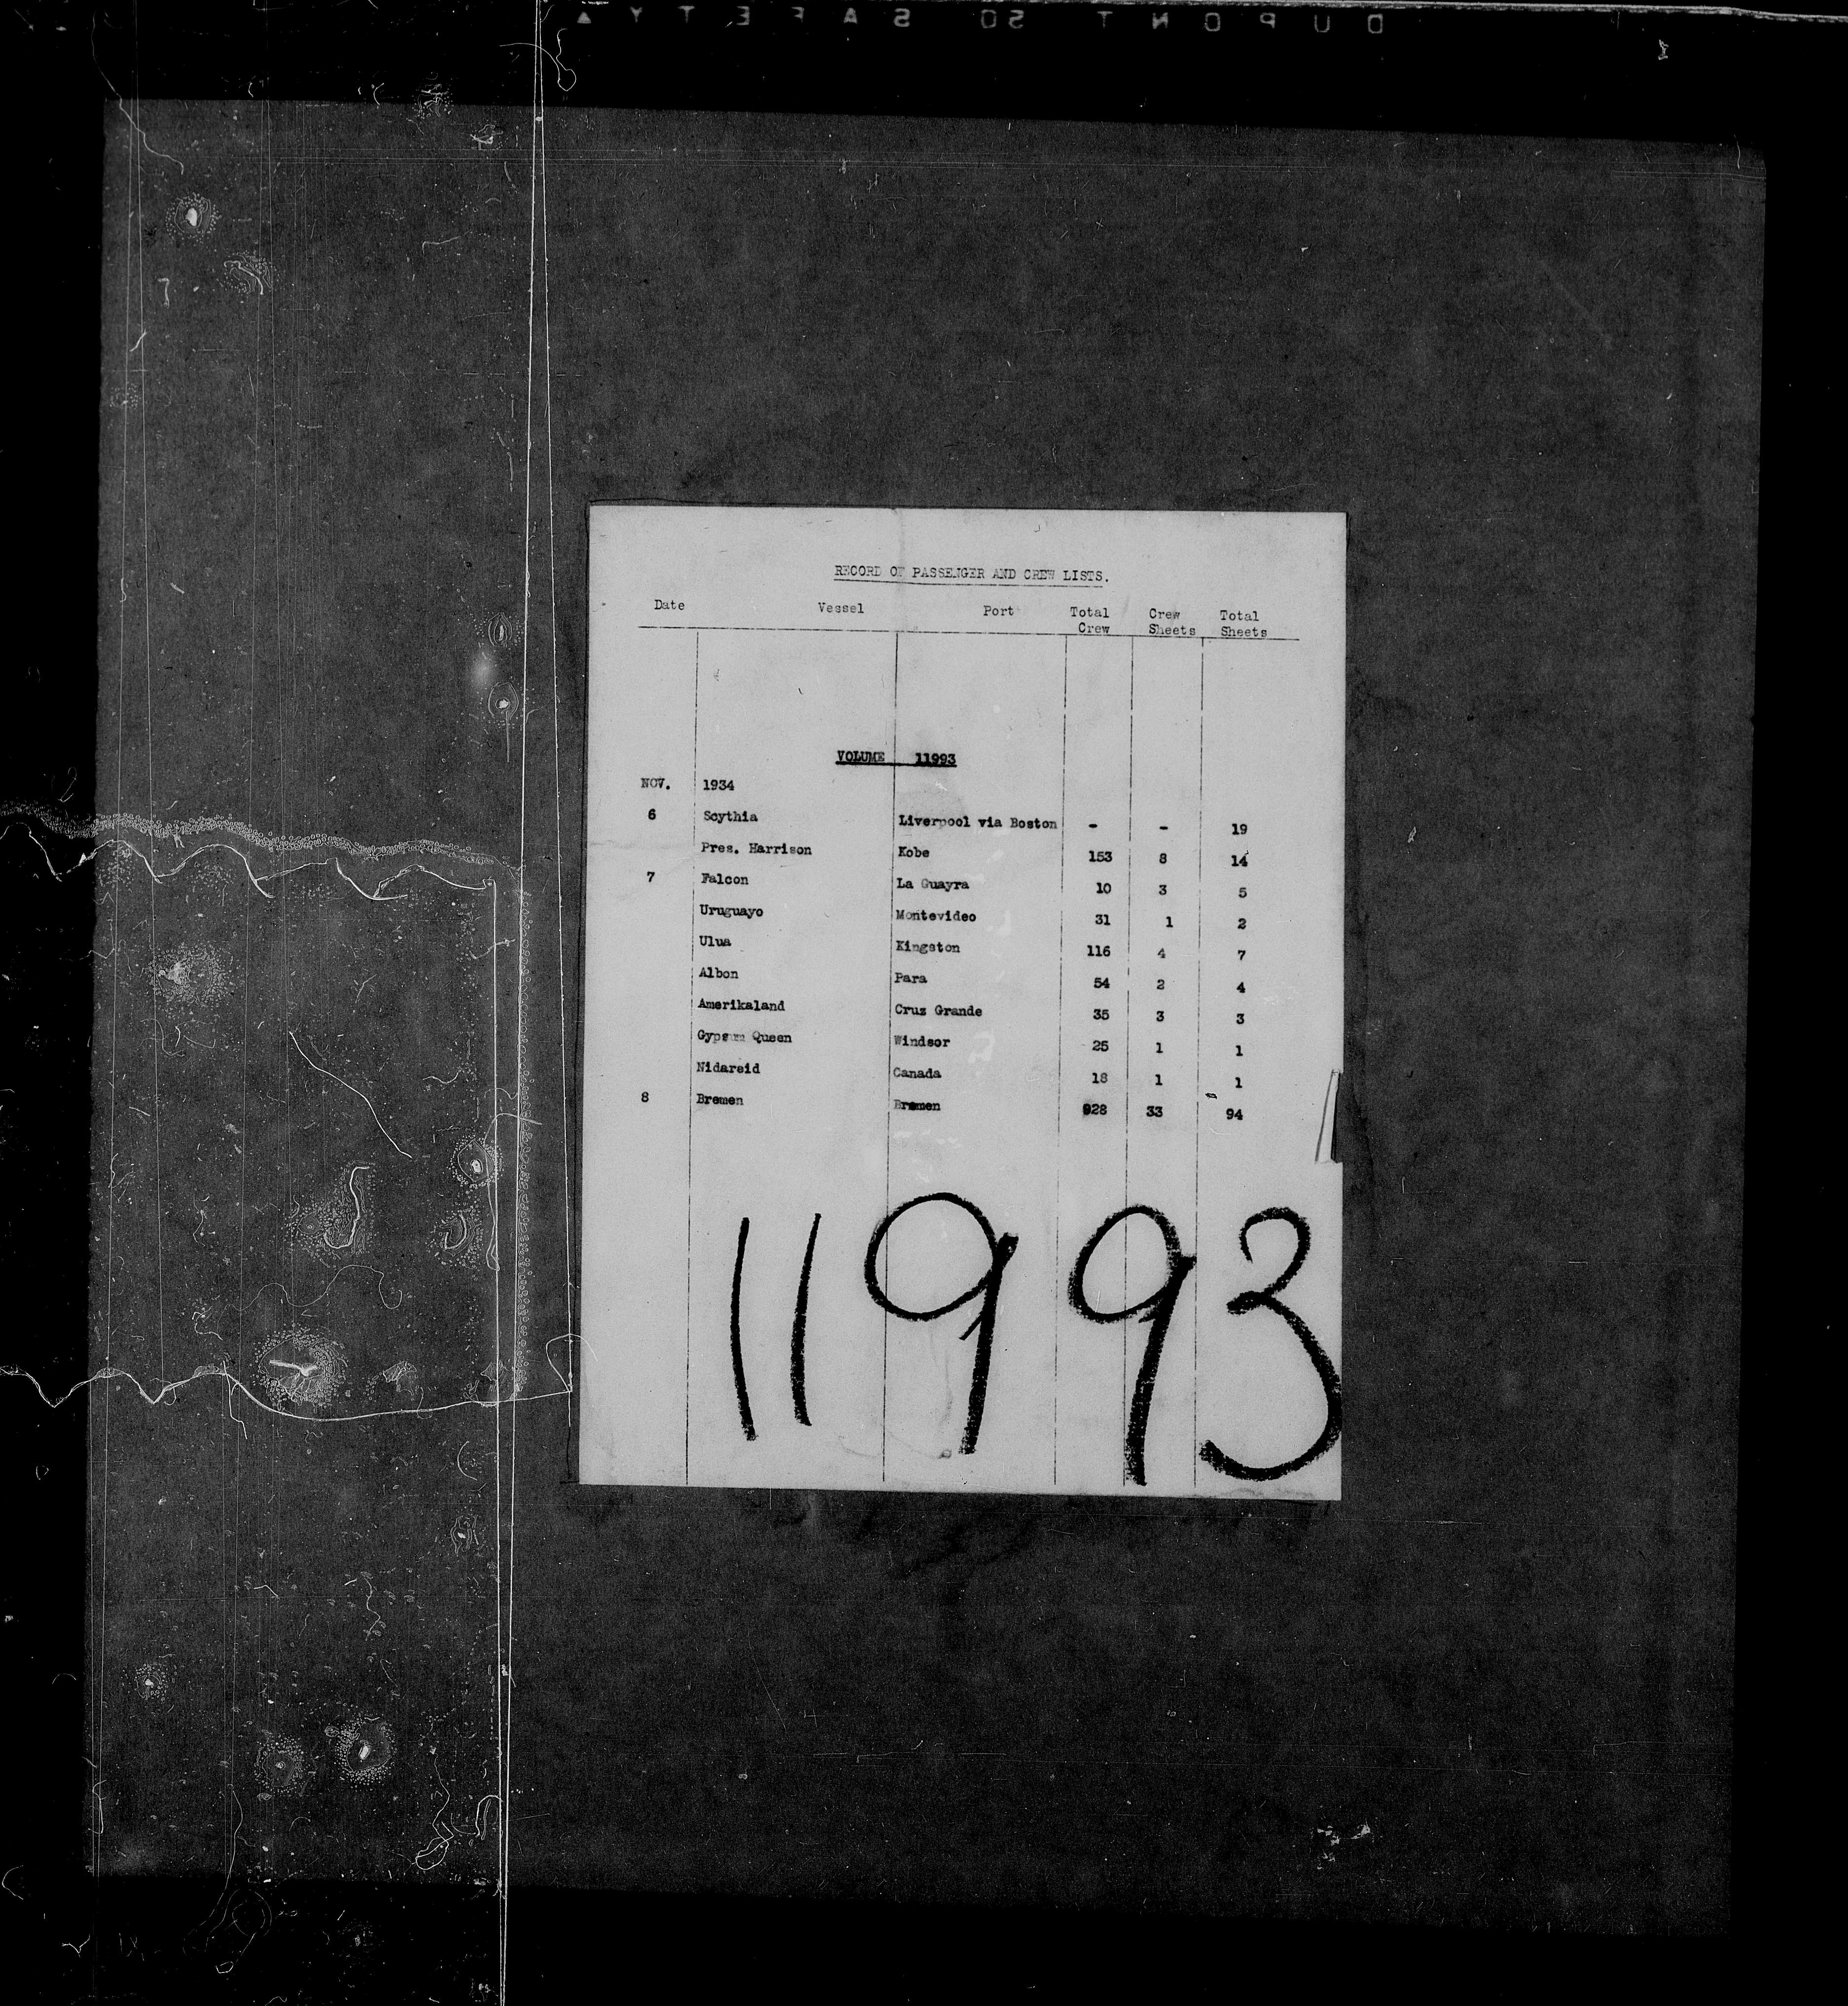 DUPONT SO SAFETY
RECORD OF PASSENGER AND CREW LISTS.
Date Vessel Port Total Crew Crew Sheets Total Sheets
VOLUME 11993
NOV. 1934
6 Scythia Liverpool via Boston - - 19
Pres. Harrison Kobe 153 8 14
7 Falcon La Guayra 10 3 5
Uruguayo Montevideo 31 1 2
Ulua Kingston 116 4 7
Albon Para 54 2 4
Amerikaland Cruz Grande 35 3 3
Gypsum Queen Windsor 25 1 1
Nidareid Canada 18 1 1
8 Bremen Bremen 928 33 94
11993